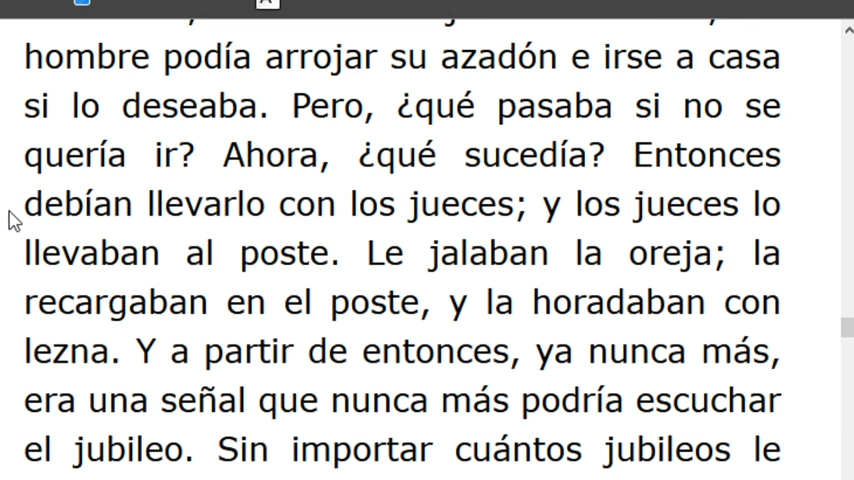 hombre podía arrojar su azadón e irse a casa
si lo deseaba. Pero, ¿qué pasaba si no se
quería ir? Ahora, ¿qué sucedía? Entonces
debían llevarlo con los jueces; y los jueces lo
llevaban al poste. Le jalaban la oreja; la
recargaban en el poste, y la horadaban con
lezna. Y a partir de entonces, ya nunca más,
era una señal que nunca más podría escuchar
el jubileo. Sin importar cuántos jubileos le